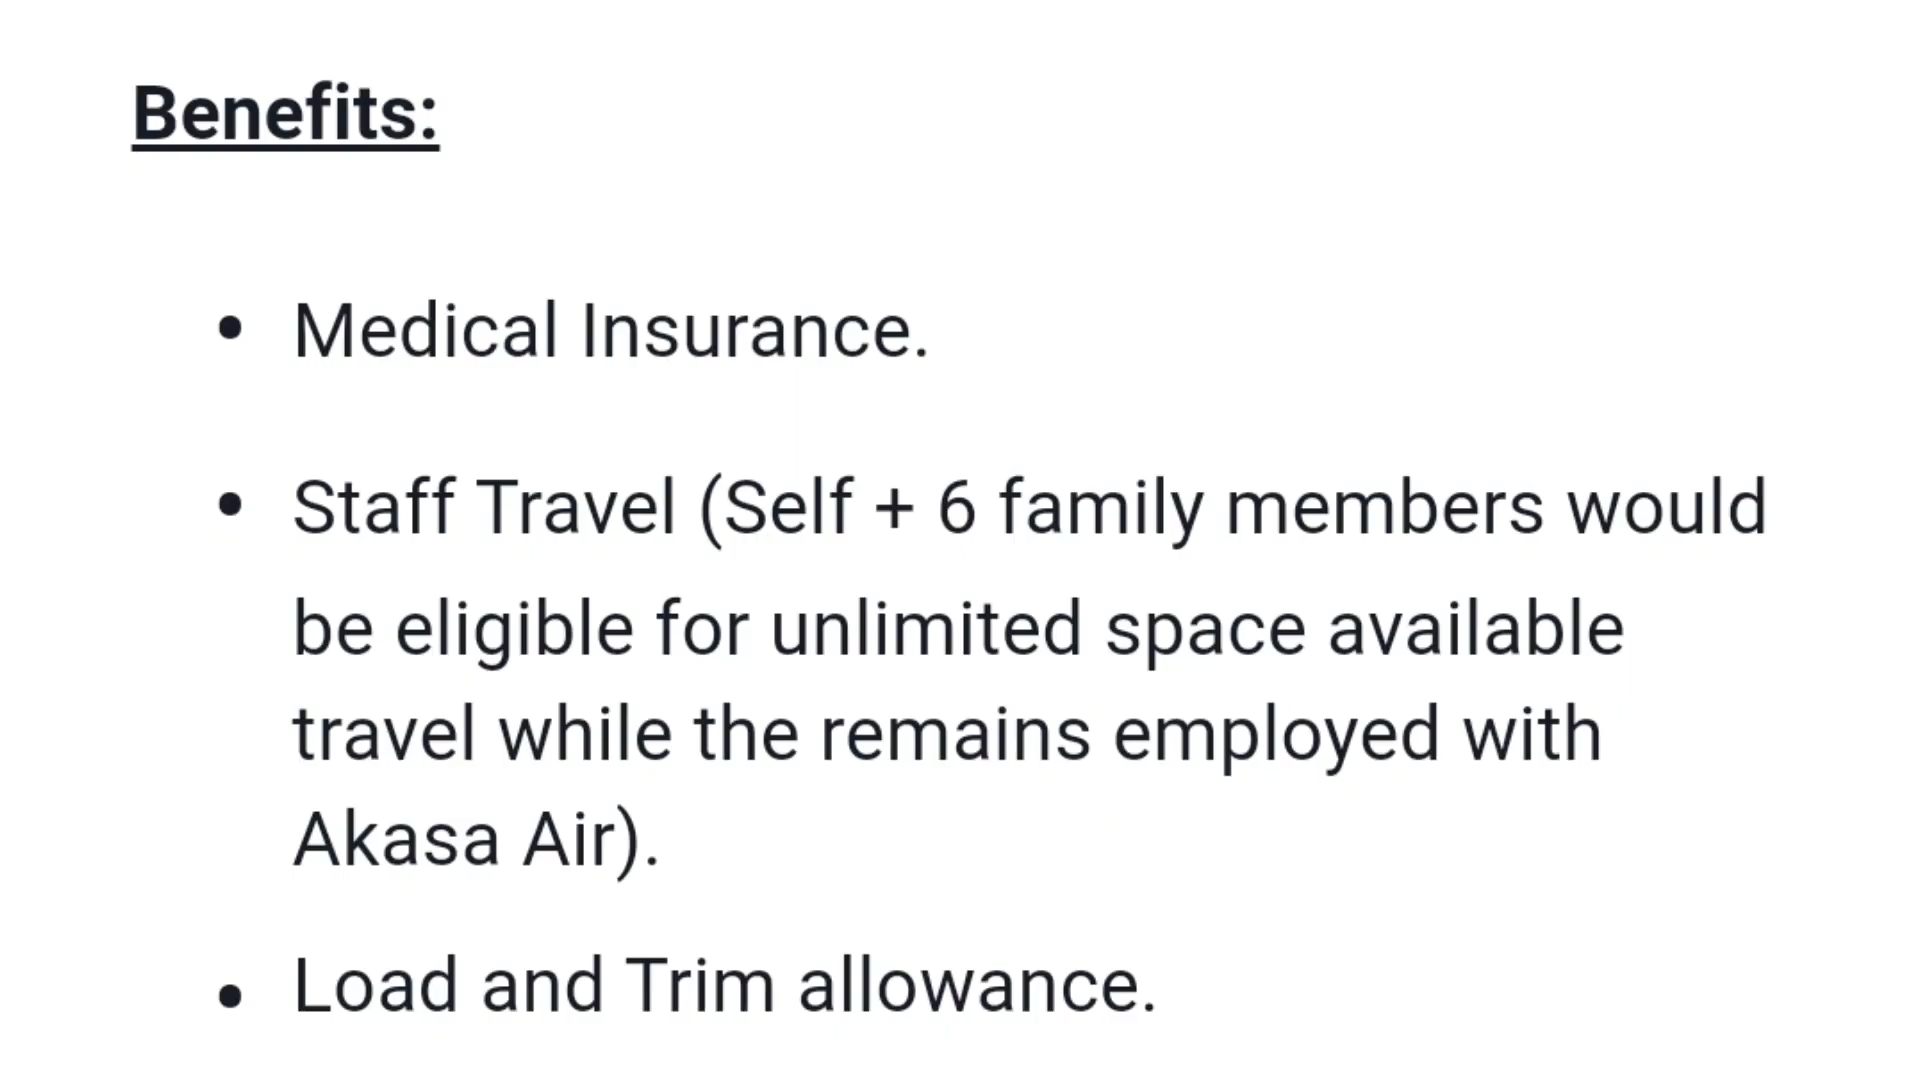 Benefits:
• Medical Insurance.
• Staff Travel (Self + 6 family members would
be eligible for unlimited space available
travel while the remains employed with
Akasa Air).
• Load and Trim allowance.